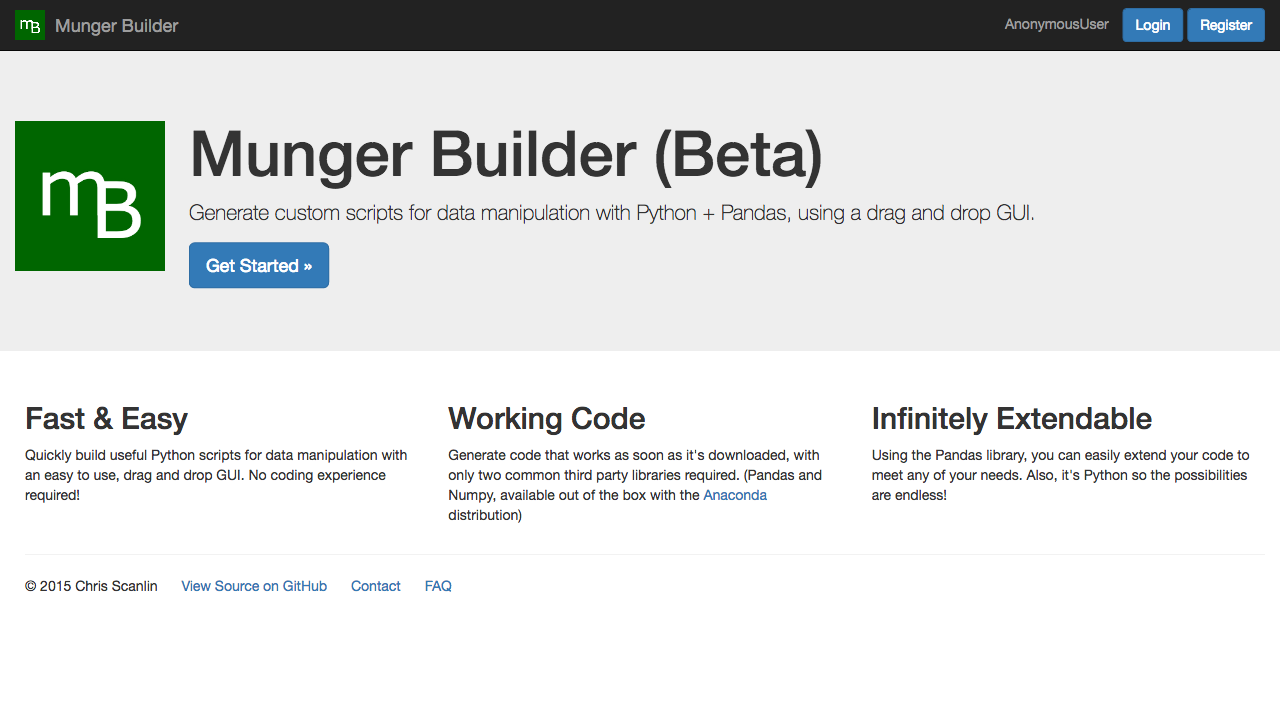 mB Munger Builder AnonymousUser Login Register
mB
Munger Builder (Beta)
Generate custom scripts for data manipulation with Python + Pandas, using a drag and drop GUI.
Get Started »
Fast & Easy
Quickly build useful Python scripts for data manipulation with
an easy to use, drag and drop GUI. No coding experience
required!
Working Code
Generate code that works as soon as it's downloaded, with
only two common third party libraries required. (Pandas and
Numpy, available out of the box with the Anaconda
distribution)
Infinitely Extendable
Using the Pandas library, you can easily extend your code to
meet any of your needs. Also, it's Python so the possibilities
are endless!
© 2015 Chris Scanlin View Source on GitHub Contact FAQ